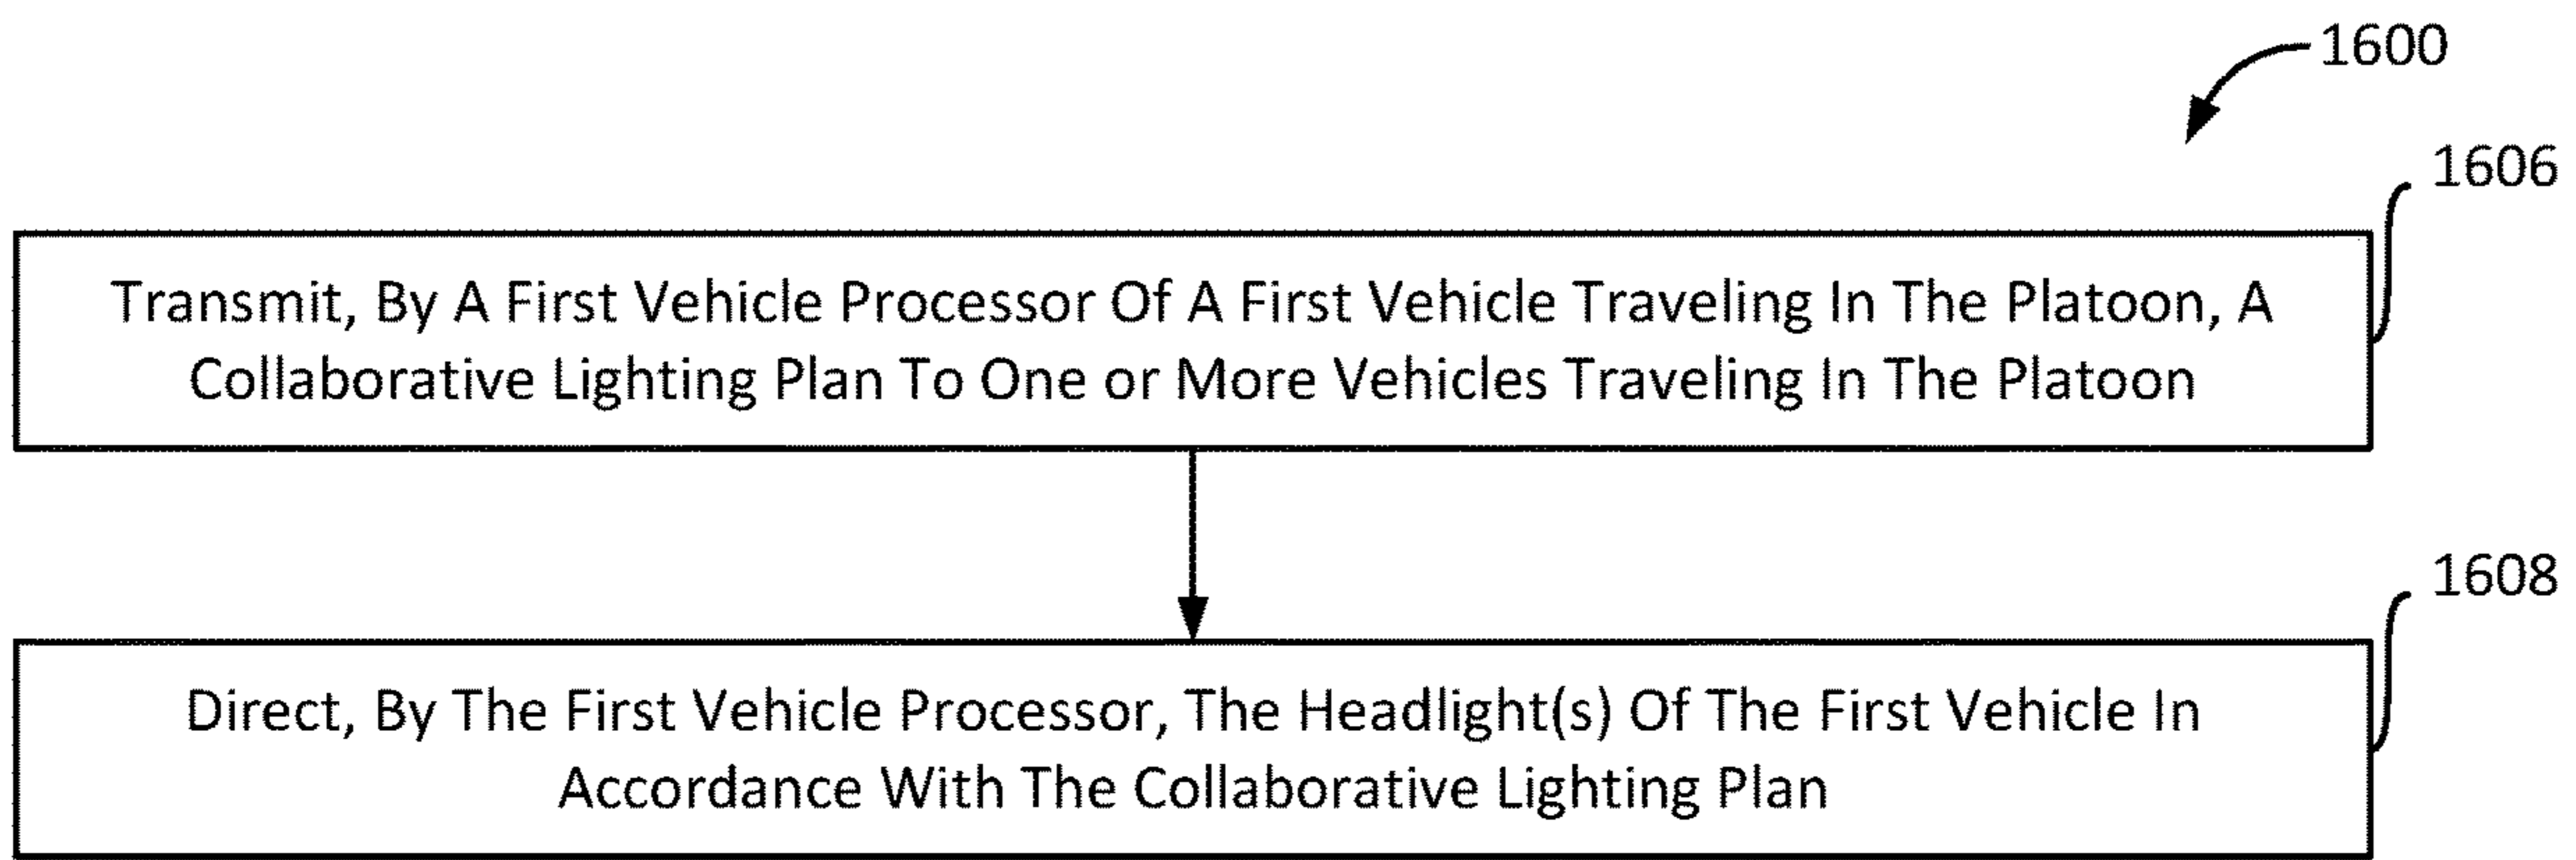 1600
1606
Transmit, By A First Vehicle Processor Of A First Vehicle Traveling In The Platoon, A
Collaborative Lighting Plan To One or More Vehicles Traveling In The Platoon
1608
Direct, By The First Vehicle Processor, The Headlight(s) Of The First Vehicle In
Accordance With The Collaborative Lighting Plan